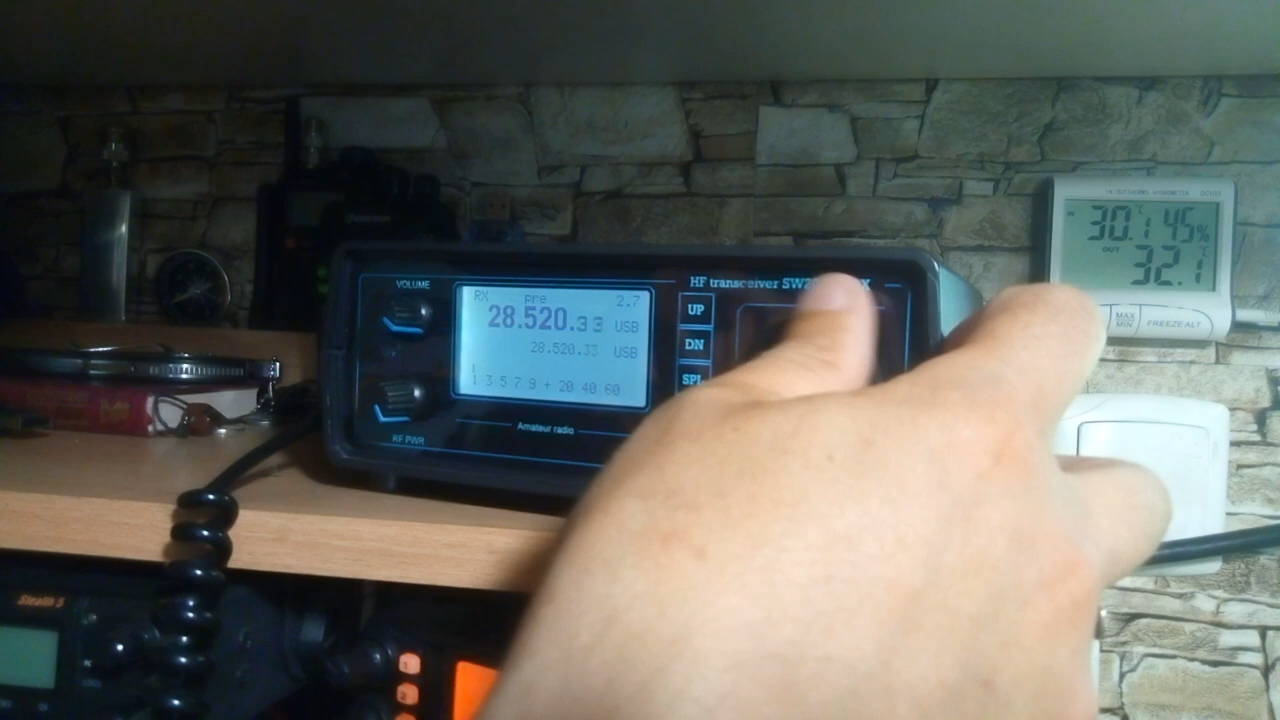 VOLUME
RF PWR
RX pre 2.7
28.520.33 USB
28.520.33 USB
1 3 5 7 9 + 20 40 60
Amateur radio
HF transceiver
UP
DN
SPL
30.1 °C 45%
OUT
32.1
MAX
MIN
FREEZE ALT
Stealth 5
1
2